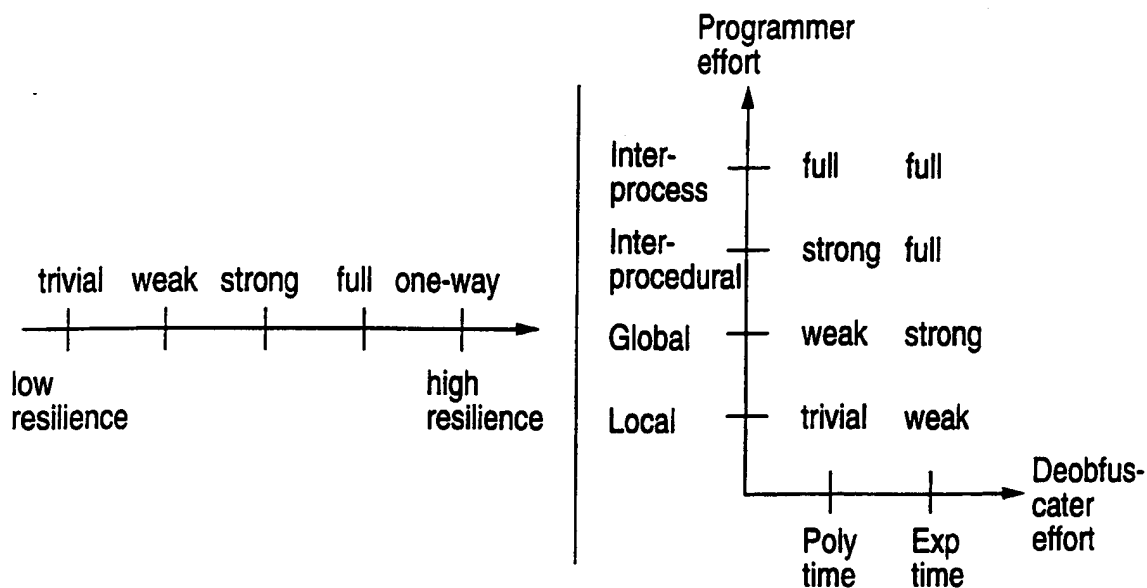 trivial weak strong full one-way
low
resilience
high
resilience
Programmer
effort
Inter-
process
full full
Inter-
procedural
strong full
Global weak strong
Local trivial weak
Poly
time
Exp
time
Deobfus-
cater
effort